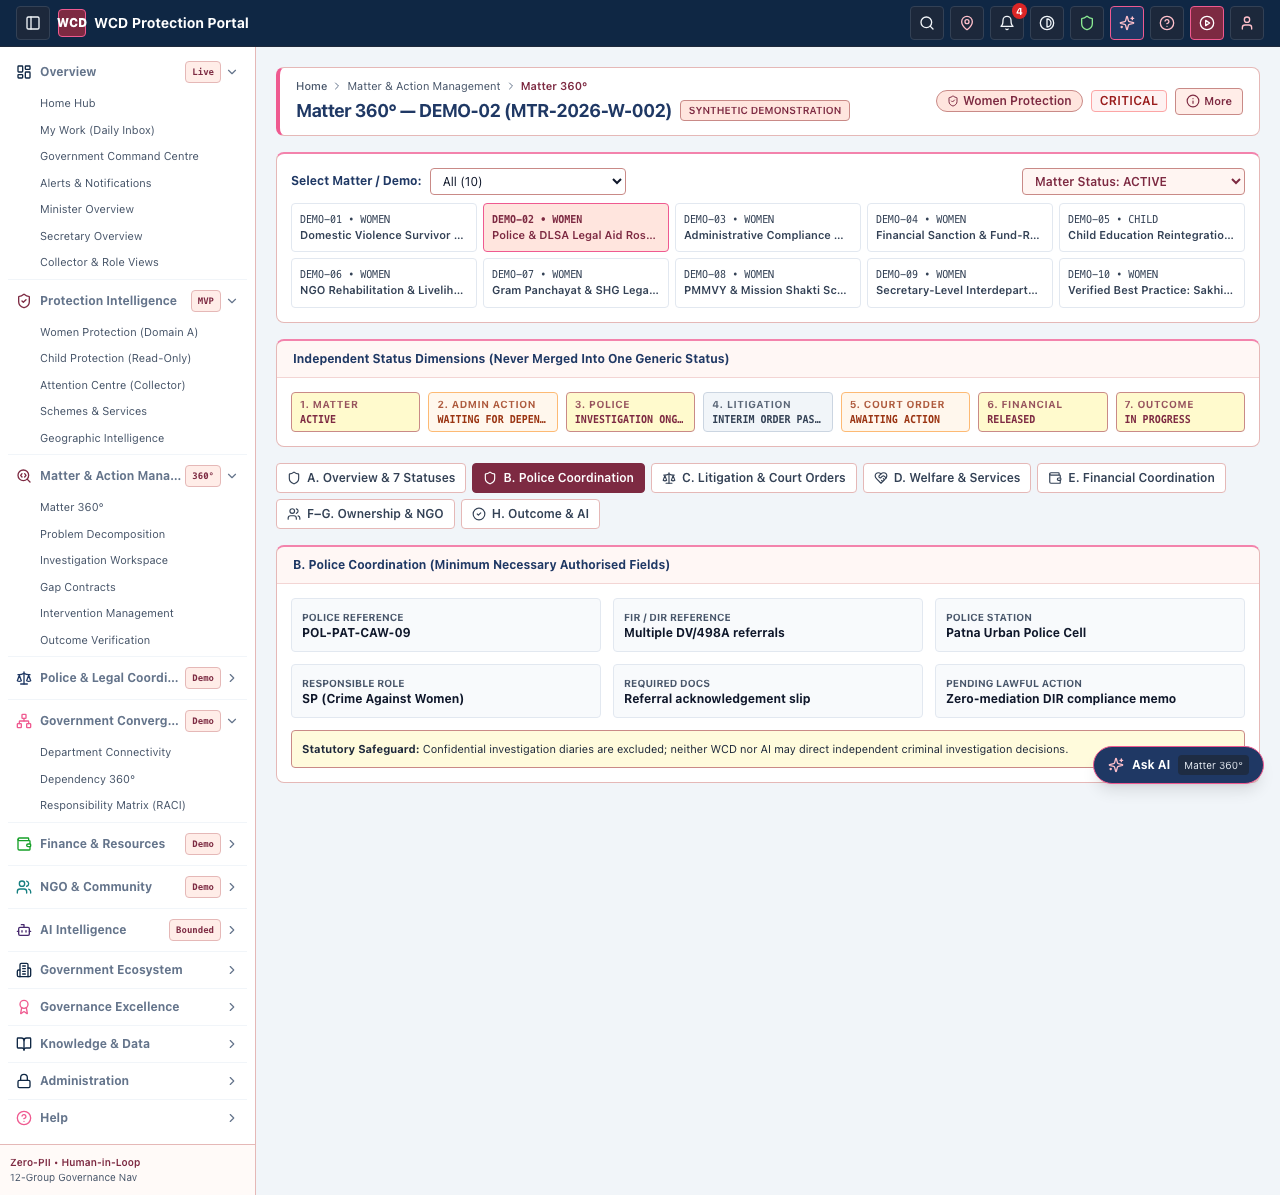 WCD WCD Protection Portal
4
Overview Live
Home Hub
My Work (Daily Inbox)
Government Command Centre
Alerts & Notifications
Minister Overview
Secretary Overview
Collector & Role Views
Protection Intelligence MVP
Women Protection (Domain A)
Child Protection (Read-Only)
Attention Centre (Collector)
Schemes & Services
Geographic Intelligence
Matter & Action Mana... 360°
Matter 360°
Problem Decomposition
Investigation Workspace
Gap Contracts
Intervention Management
Outcome Verification
Police & Legal Coordi... Demo
Government Converg... Demo
Department Connectivity
Dependency 360°
Responsibility Matrix (RACI)
Finance & Resources Demo
NGO & Community Demo
AI Intelligence Bounded
Government Ecosystem
Governance Excellence
Knowledge & Data
Administration
Help
Zero-PII • Human-in-Loop
12-Group Governance Nav
Home Matter & Action Management Matter 360°
Matter 360° — DEMO-02 (MTR-2026-W-002) SYNTHETIC DEMONSTRATION
Women Protection CRITICAL More
Select Matter / Demo: All (10) Matter Status: ACTIVE
DEMO-01 • WOMEN
Domestic Violence Survivor ...
DEMO-02 • WOMEN
Police & DLSA Legal Aid Ros...
DEMO-03 • WOMEN
Administrative Compliance ...
DEMO-04 • WOMEN
Financial Sanction & Fund-R...
DEMO-05 • CHILD
Child Education Reintegratio...
DEMO-06 • WOMEN
NGO Rehabilitation & Livelih...
DEMO-07 • WOMEN
Gram Panchayat & SHG Lega...
DEMO-08 • WOMEN
PMMVY & Mission Shakti Sc...
DEMO-09 • WOMEN
Secretary-Level Interdepart...
DEMO-10 • WOMEN
Verified Best Practice: Sakhi...
Independent Status Dimensions (Never Merged Into One Generic Status)
1. MATTER
ACTIVE
2. ADMIN ACTION
WAITING FOR DEPEN...
3. POLICE
INVESTIGATION ONG...
4. LITIGATION
INTERIM ORDER PAS...
5. COURT ORDER
AWAITING ACTION
6. FINANCIAL
RELEASED
7. OUTCOME
IN PROGRESS
A. Overview & 7 Statuses B. Police Coordination C. Litigation & Court Orders D. Welfare & Services E. Financial Coordination
F–G. Ownership & NGO H. Outcome & AI
B. Police Coordination (Minimum Necessary Authorised Fields)
POLICE REFERENCE
POL-PAT-CAW-09
FIR / DIR REFERENCE
Multiple DV/498A referrals
POLICE STATION
Patna Urban Police Cell
RESPONSIBLE ROLE
SP (Crime Against Women)
REQUIRED DOCS
Referral acknowledgement slip
PENDING LAWFUL ACTION
Zero-mediation DIR compliance memo
Statutory Safeguard: Confidential investigation diaries are excluded; neither WCD nor AI may direct independent criminal investigation decisions.
Ask AI Matter 360°